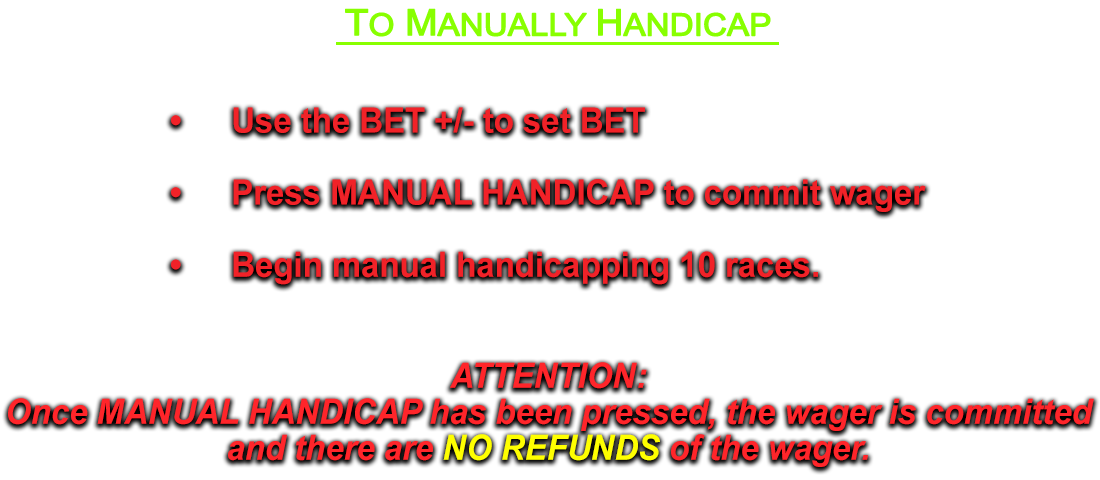 To Manually Handicap
• Use the BET +/- to set BET
• Press MANUAL HANDICAP to commit wager
• Begin manual handicapping 10 races.
ATTENTION:
Once MANUAL HANDICAP has been pressed, the wager is committed
and there are NO REFUNDS of the wager.